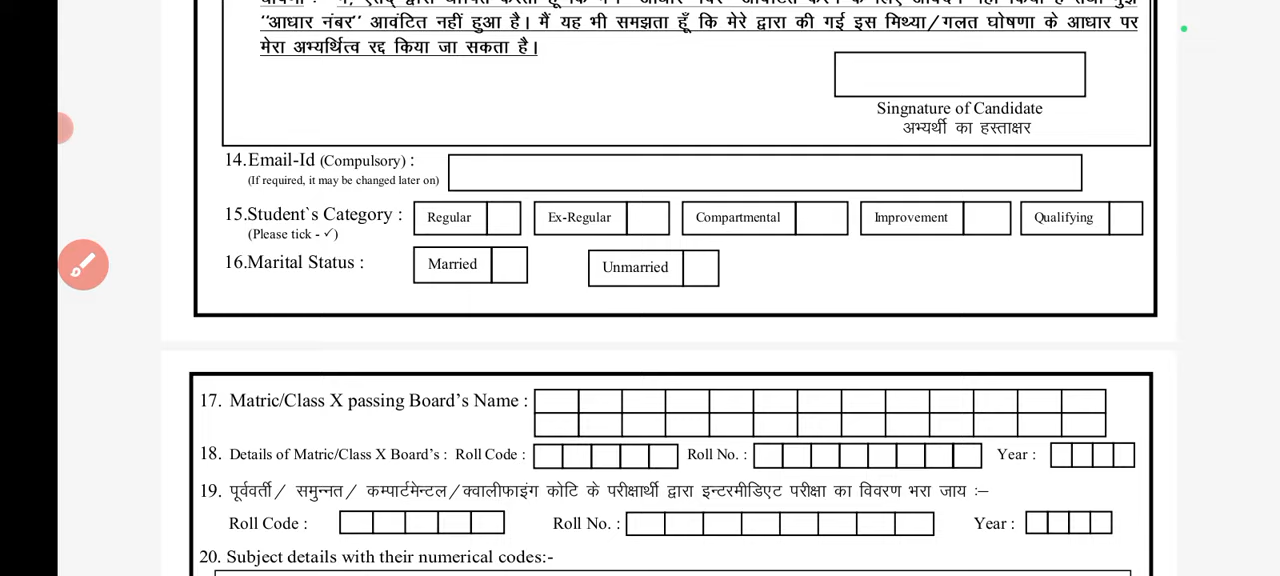 "आधार नंबर" आवंटित नहीं हुआ है। मैं यह भी समझता हूँ कि मेरे द्वारा की गई इस मिथ्या/गलत घोषणा के आधार पर
मेरा अभ्यर्थित्व रद्द किया जा सकता है।
Singnature of Candidate
अभ्यर्थी का हस्ताक्षर
14.Email-Id (Compulsory) :
(If required, it may be changed later on)
15.Student`s Category : Regular Ex-Regular Compartmental Improvement Qualifying
(Please tick - ✓)
16.Marital Status : Married Unmarried
17. Matric/Class X passing Board's Name :
18. Details of Matric/Class X Board's : Roll Code : Roll No. : Year :
19. पूर्ववर्ती/ समुन्नत/ कम्पार्टमेन्टल/क्वालीफाइंग कोटि के परीक्षार्थी द्वारा इन्टरमीडिएट परीक्षा का विवरण भरा जाय :–
Roll Code : Roll No. : Year :
20. Subject details with their numerical codes:-